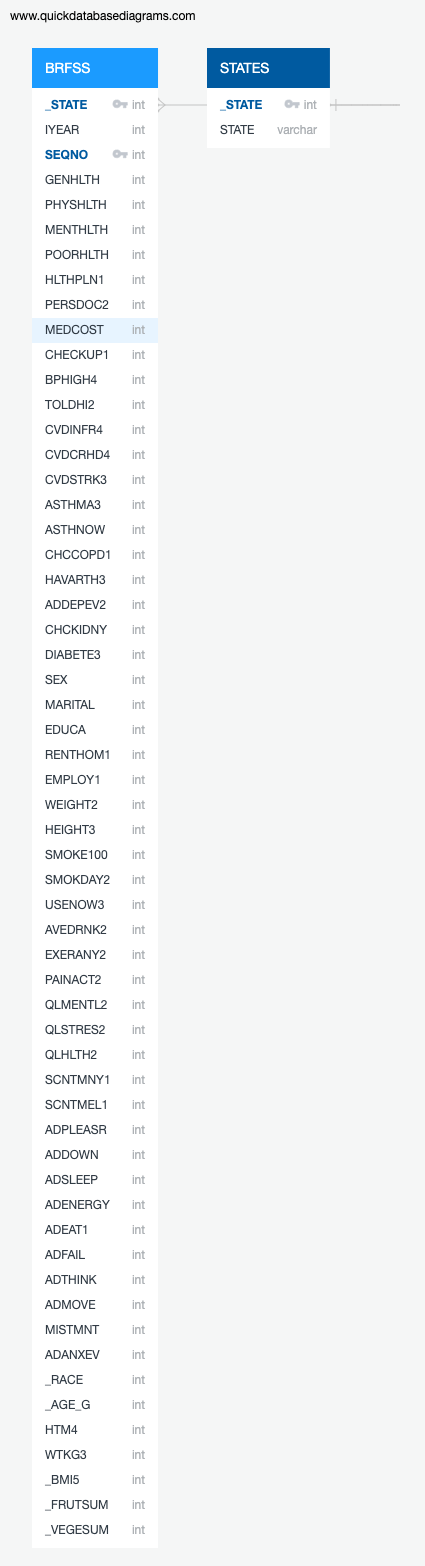 www.quickdatabasediagrams.com
BRFSS
_STATE int
IYEAR int
SEQNO int
GENHLTH int
PHYSHLTH int
MENTHLTH int
POORHLTH int
HLTHPLN1 int
PERSDOC2 int
MEDCOST int
CHECKUP1 int
BPHIGH4 int
TOLDHI2 int
CVDINFR4 int
CVDCRHD4 int
CVDSTRK3 int
ASTHMA3 int
ASTHNOW int
CHCCOPD1 int
HAVARTH3 int
ADDEPEV2 int
CHCKIDNY int
DIABETE3 int
SEX int
MARITAL int
EDUCA int
RENTHOM1 int
EMPLOY1 int
WEIGHT2 int
HEIGHT3 int
SMOKE100 int
SMOKDAY2 int
USENOW3 int
AVEDRNK2 int
EXERANY2 int
PAINACT2 int
QLMENTL2 int
QLSTRES2 int
QLHLTH2 int
SCNTMNY1 int
SCNTMEL1 int
ADPLEASR int
ADDOWN int
ADSLEEP int
ADENERGY int
ADEAT1 int
ADFAIL int
ADTHINK int
ADMOVE int
MISTMNT int
ADANXEV int
_RACE int
_AGE_G int
HTM4 int
WTKG3 int
_BMI5 int
_FRUTSUM int
_VEGESUM int
STATES
_STATE int
STATE varchar